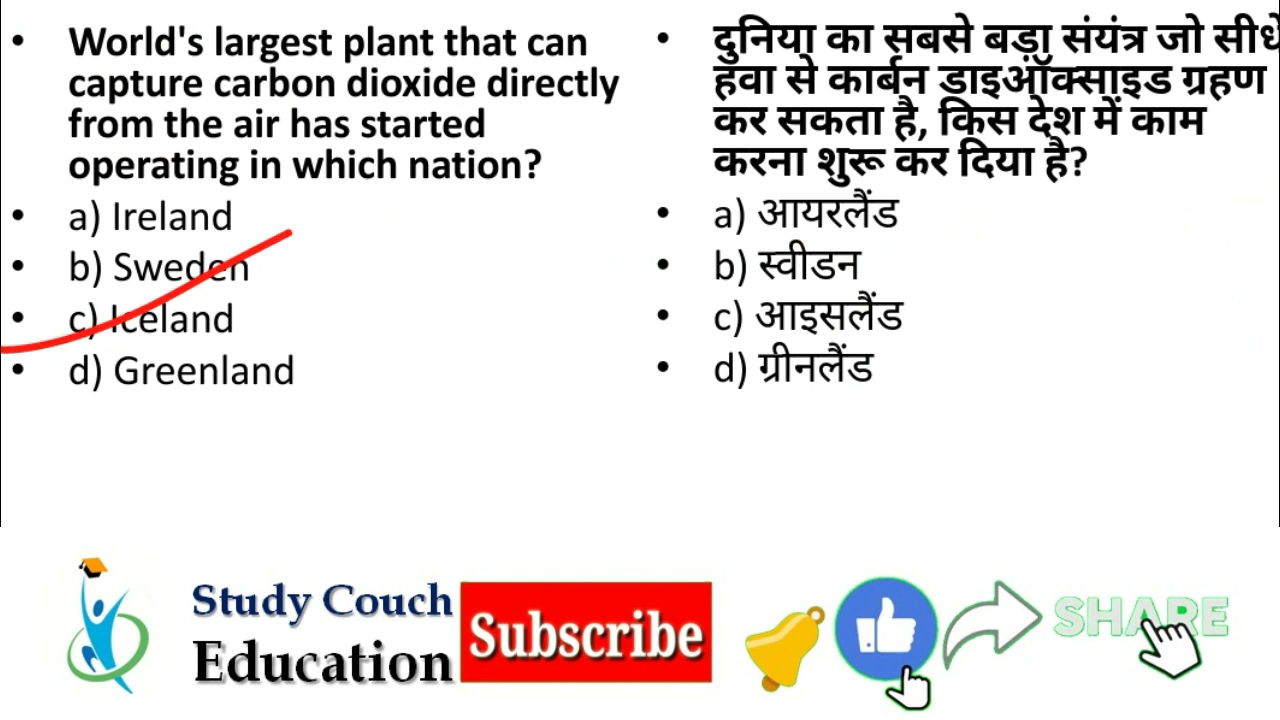 • World's largest plant that can
capture carbon dioxide directly
from the air has started
operating in which nation?
• a) Ireland
• b) Sweden
• c) Iceland
• d) Greenland
• दुनिया का सबसे बड़ा संयंत्र जो सीधे
हवा से कार्बन डाइऑक्साइड ग्रहण
कर सकता है, किस देश में काम
करना शुरू कर दिया है?
• a) आयरलैंड
• b) स्वीडन
• c) आइसलैंड
• d) ग्रीनलैंड
Study Couch
Education
Subscribe
SHARE